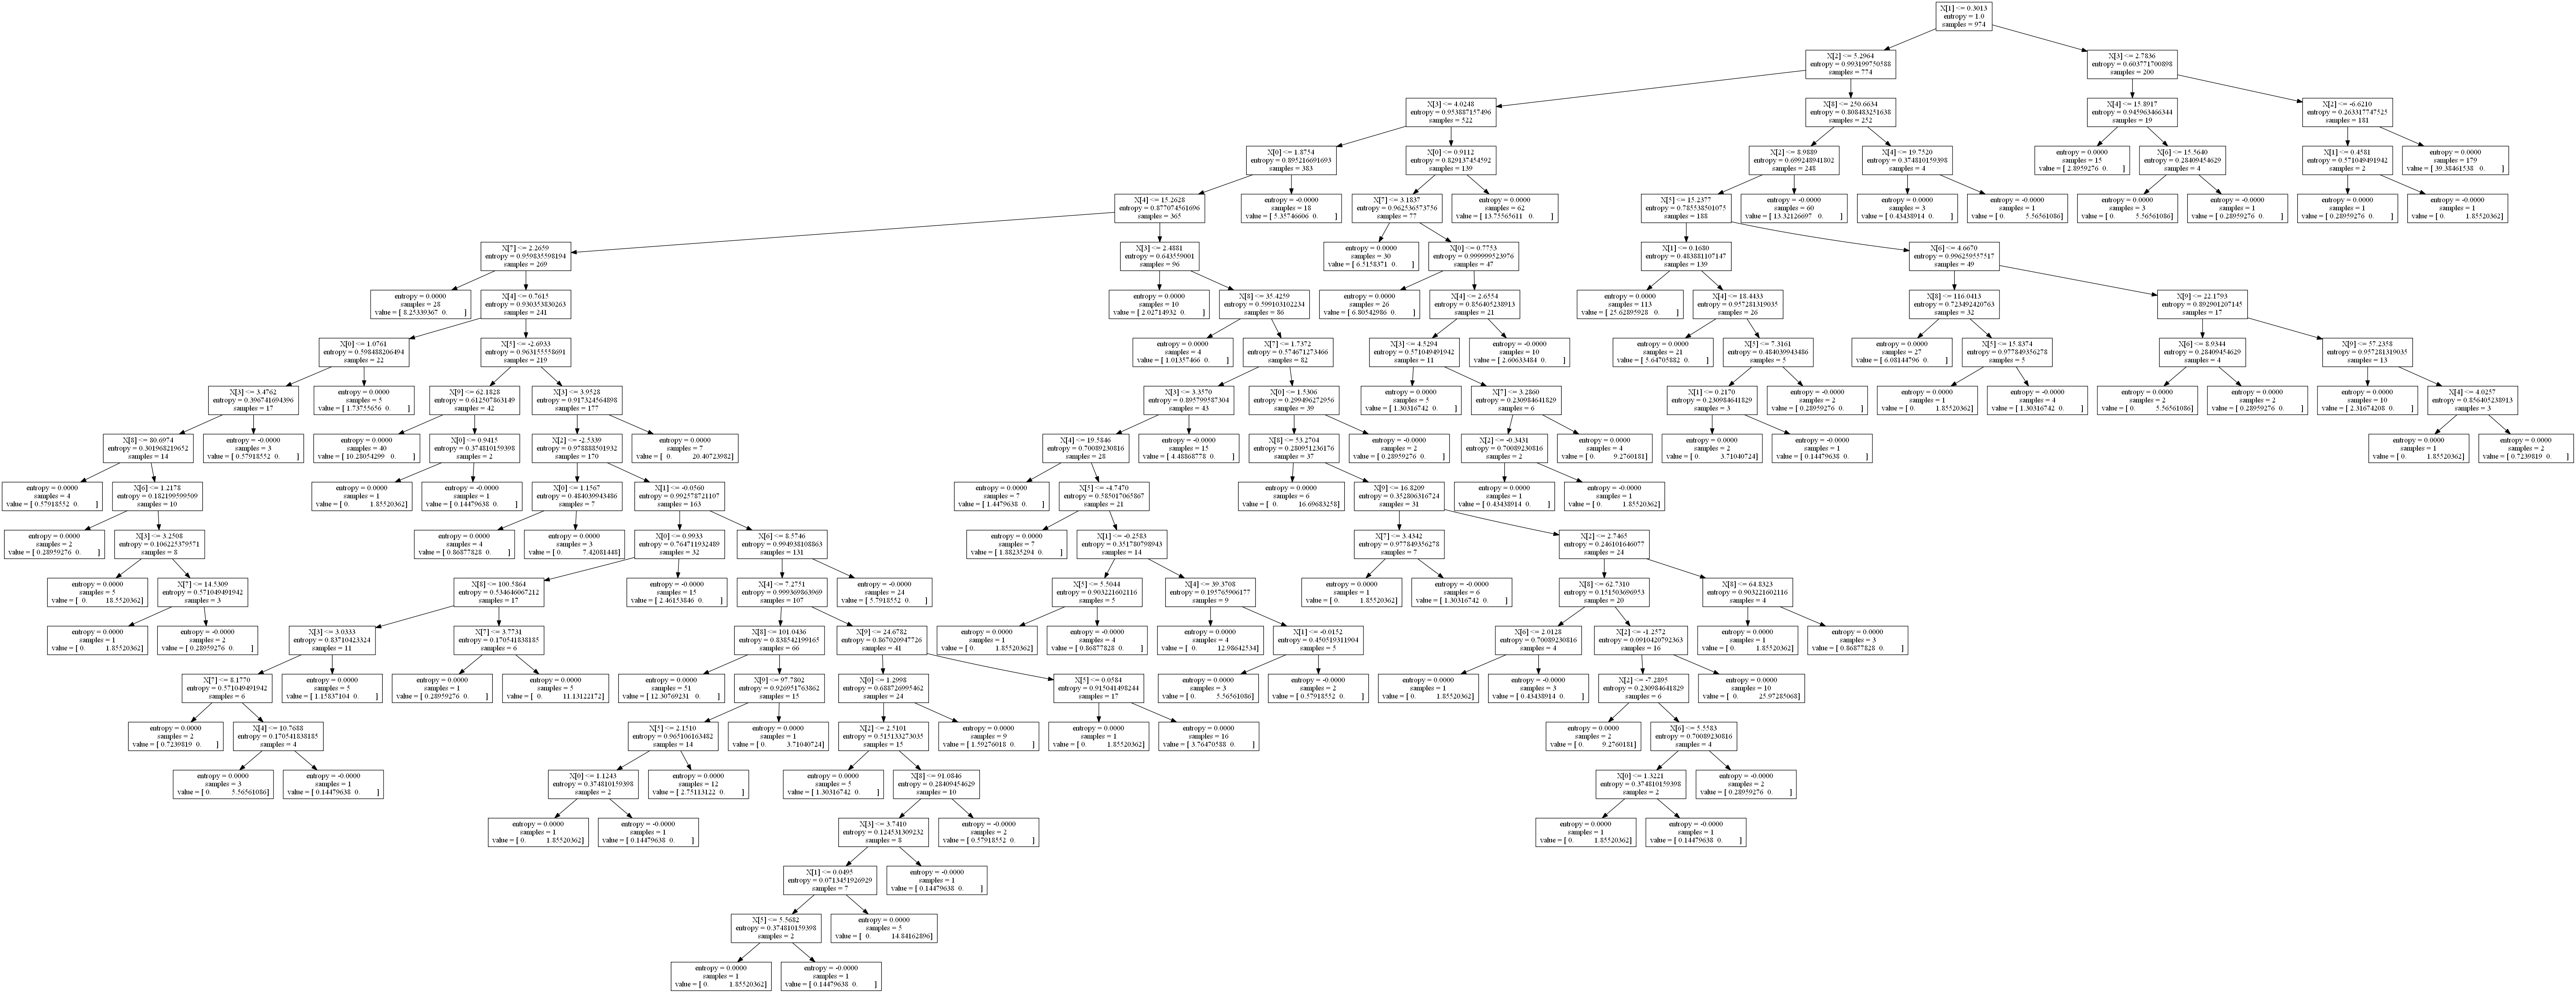 X[1] <= 0.3013
entropy = 1.0
samples = 974
X[2] <= 5.2964
entropy = 0.993199750588
samples = 774
X[3] <= 2.7836
entropy = 0.603771700898
samples = 200
X[3] <= 4.0248
entropy = 0.953887157496
samples = 522
X[8] <= 250.6634
entropy = 0.808483251638
samples = 252
X[4] <= 15.8917
entropy = 0.945963466344
samples = 19
X[2] <= -6.6210
entropy = 0.263317747525
samples = 181
X[0] <= 1.8754
entropy = 0.895216691693
samples = 383
X[0] <= 0.9112
entropy = 0.829137454592
samples = 139
X[2] <= 8.9889
entropy = 0.699248941802
samples = 248
X[4] <= 19.7520
entropy = 0.374810159398
samples = 4
entropy = 0.0000
samples = 15
value = [ 2.8959276 0. ]
X[6] <= 15.5640
entropy = 0.28409454629
samples = 4
X[1] <= 0.4581
entropy = 0.571049491942
samples = 2
entropy = 0.0000
samples = 179
value = [ 39.38461538 0. ]
X[4] <= 15.2628
entropy = 0.877074561696
samples = 365
entropy = -0.0000
samples = 18
value = [ 5.35746606 0. ]
X[7] <= 3.1837
entropy = 0.962536573756
samples = 77
entropy = 0.0000
samples = 62
value = [ 13.75565611 0. ]
X[5] <= 15.2377
entropy = 0.785538501075
samples = 188
entropy = -0.0000
samples = 60
value = [ 13.32126697 0. ]
entropy = 0.0000
samples = 3
value = [ 0.43438914 0. ]
entropy = -0.0000
samples = 1
value = [ 0. 5.56561086]
entropy = 0.0000
samples = 3
value = [ 0. 5.56561086]
entropy = -0.0000
samples = 1
value = [ 0.28959276 0. ]
entropy = 0.0000
samples = 1
value = [ 0.28959276 0. ]
entropy = -0.0000
samples = 1
value = [ 0. 1.85520362]
X[7] <= 2.2659
entropy = 0.959835598194
samples = 269
X[3] <= 2.4881
entropy = 0.643559001
samples = 96
entropy = 0.0000
samples = 30
value = [ 6.5158371 0. ]
X[0] <= 0.7753
entropy = 0.999999523976
samples = 47
X[1] <= 0.1680
entropy = 0.483881107147
samples = 139
X[6] <= 4.6670
entropy = 0.996259557517
samples = 49
entropy = 0.0000
samples = 28
value = [ 8.25339367 0. ]
X[4] <= 0.7615
entropy = 0.930353830263
samples = 241
entropy = 0.0000
samples = 10
value = [ 2.02714932 0. ]
X[8] <= 35.4259
entropy = 0.599103102234
samples = 86
entropy = 0.0000
samples = 26
value = [ 6.80542986 0. ]
X[4] <= 2.6554
entropy = 0.856405238913
samples = 21
entropy = 0.0000
samples = 113
value = [ 25.62895928 0. ]
X[4] <= 18.4433
entropy = 0.957281319035
samples = 26
X[8] <= 116.0413
entropy = 0.723492420763
samples = 32
X[9] <= 22.1793
entropy = 0.892901207145
samples = 17
X[0] <= 1.0761
entropy = 0.598488206494
samples = 22
X[5] <= -2.6933
entropy = 0.963155558691
samples = 219
entropy = 0.0000
samples = 4
value = [ 1.01357466 0. ]
X[7] <= 1.7372
entropy = 0.574671273466
samples = 82
X[3] <= 4.5294
entropy = 0.571049491942
samples = 11
entropy = -0.0000
samples = 10
value = [ 2.60633484 0. ]
entropy = 0.0000
samples = 21
value = [ 5.64705882 0. ]
X[5] <= 7.3161
entropy = 0.484039943486
samples = 5
entropy = 0.0000
samples = 27
value = [ 6.08144796 0. ]
X[5] <= 15.8374
entropy = 0.977849356278
samples = 5
X[6] <= 8.9344
entropy = 0.28409454629
samples = 4
X[9] <= 57.2358
entropy = 0.957281319035
samples = 13
X[3] <= 3.4762
entropy = 0.396741694396
samples = 17
entropy = 0.0000
samples = 5
value = [ 1.73755656 0. ]
X[9] <= 62.1828
entropy = 0.612507863149
samples = 42
X[3] <= 3.9528
entropy = 0.917324564898
samples = 177
X[3] <= 3.3570
entropy = 0.895799587304
samples = 43
X[0] <= 1.5306
entropy = 0.299496272956
samples = 39
entropy = 0.0000
samples = 5
value = [ 1.30316742 0. ]
X[7] <= 3.2860
entropy = 0.230984641829
samples = 6
X[1] <= 0.2170
entropy = 0.230984641829
samples = 3
entropy = -0.0000
samples = 2
value = [ 0.28959276 0. ]
entropy = 0.0000
samples = 1
value = [ 0. 1.85520362]
entropy = -0.0000
samples = 4
value = [ 1.30316742 0. ]
entropy = 0.0000
samples = 2
value = [ 0. 5.56561086]
entropy = 0.0000
samples = 2
value = [ 0.28959276 0. ]
entropy = 0.0000
samples = 10
value = [ 2.31674208 0. ]
X[4] <= 4.0257
entropy = 0.856405238913
samples = 3
X[8] <= 80.6974
entropy = 0.301968219652
samples = 14
entropy = -0.0000
samples = 3
value = [ 0.57918552 0. ]
entropy = 0.0000
samples = 40
value = [ 10.28054299 0. ]
X[0] <= 0.9415
entropy = 0.374810159398
samples = 2
X[2] <= -2.5339
entropy = 0.978888501932
samples = 170
entropy = 0.0000
samples = 7
value = [ 0. 20.40723982]
X[4] <= 19.5846
entropy = 0.70089230816
samples = 28
entropy = -0.0000
samples = 15
value = [ 4.48868778 0. ]
X[8] <= 53.2704
entropy = 0.280951236176
samples = 37
entropy = -0.0000
samples = 2
value = [ 0.28959276 0. ]
X[2] <= -0.3431
entropy = 0.70089230816
samples = 2
entropy = 0.0000
samples = 4
value = [ 0. 9.2760181]
entropy = 0.0000
samples = 2
value = [ 0. 3.71040724]
entropy = -0.0000
samples = 1
value = [ 0.14479638 0. ]
entropy = 0.0000
samples = 1
value = [ 0. 1.85520362]
entropy = 0.0000
samples = 2
value = [ 0.7239819 0. ]
entropy = 0.0000
samples = 4
value = [ 0.57918552 0. ]
X[6] <= 1.2178
entropy = 0.182199599509
samples = 10
entropy = 0.0000
samples = 1
value = [ 0. 1.85520362]
entropy = -0.0000
samples = 1
value = [ 0.14479638 0. ]
X[0] <= 1.1567
entropy = 0.484039943486
samples = 7
X[1] <= -0.0560
entropy = 0.992578721107
samples = 163
entropy = 0.0000
samples = 7
value = [ 1.4479638 0. ]
X[5] <= -4.7470
entropy = 0.585017065867
samples = 21
entropy = 0.0000
samples = 6
value = [ 0. 16.69683258]
X[9] <= 16.8209
entropy = 0.352806316724
samples = 31
entropy = 0.0000
samples = 1
value = [ 0.43438914 0. ]
entropy = -0.0000
samples = 1
value = [ 0. 1.85520362]
entropy = 0.0000
samples = 2
value = [ 0.28959276 0. ]
X[3] <= 3.2508
entropy = 0.106225379571
samples = 8
entropy = 0.0000
samples = 4
value = [ 0.86877828 0. ]
entropy = 0.0000
samples = 3
value = [ 0. 7.42081448]
X[0] <= 0.9933
entropy = 0.764711932489
samples = 32
X[6] <= 8.5746
entropy = 0.994938108863
samples = 131
entropy = 0.0000
samples = 7
value = [ 1.88235294 0. ]
X[1] <= -0.2583
entropy = 0.351780798943
samples = 14
X[7] <= 3.4342
entropy = 0.977849356278
samples = 7
X[2] <= 2.7465
entropy = 0.246101646077
samples = 24
entropy = 0.0000
samples = 5
value = [ 0. 18.5520362]
X[7] <= 14.5309
entropy = 0.571049491942
samples = 3
X[8] <= 100.5864
entropy = 0.534646067212
samples = 17
entropy = -0.0000
samples = 15
value = [ 2.46153846 0. ]
X[4] <= 7.2751
entropy = 0.999369863969
samples = 107
entropy = -0.0000
samples = 24
value = [ 5.7918552 0. ]
X[5] <= 5.5044
entropy = 0.903221602116
samples = 5
X[4] <= 39.3708
entropy = 0.195765906177
samples = 9
entropy = 0.0000
samples = 1
value = [ 0. 1.85520362]
entropy = -0.0000
samples = 6
value = [ 1.30316742 0. ]
X[8] <= 62.7310
entropy = 0.151503696953
samples = 20
X[8] <= 64.8323
entropy = 0.903221602116
samples = 4
entropy = 0.0000
samples = 1
value = [ 0. 1.85520362]
entropy = -0.0000
samples = 2
value = [ 0.28959276 0. ]
X[3] <= 3.0333
entropy = 0.83710423324
samples = 11
X[7] <= 3.7731
entropy = 0.170541838185
samples = 6
X[8] <= 101.0436
entropy = 0.838542199165
samples = 66
X[9] <= 24.6782
entropy = 0.867020947726
samples = 41
entropy = 0.0000
samples = 1
value = [ 0. 1.85520362]
entropy = -0.0000
samples = 4
value = [ 0.86877828 0. ]
entropy = 0.0000
samples = 4
value = [ 0. 12.98642534]
X[1] <= -0.0152
entropy = 0.450519311904
samples = 5
X[6] <= 2.0128
entropy = 0.70089230816
samples = 4
X[2] <= -1.2572
entropy = 0.0910420792363
samples = 16
entropy = 0.0000
samples = 1
value = [ 0. 1.85520362]
entropy = 0.0000
samples = 3
value = [ 0.86877828 0. ]
X[7] <= 8.1770
entropy = 0.571049491942
samples = 6
entropy = 0.0000
samples = 5
value = [ 1.15837104 0. ]
entropy = 0.0000
samples = 1
value = [ 0.28959276 0. ]
entropy = 0.0000
samples = 5
value = [ 0. 11.13122172]
entropy = 0.0000
samples = 51
value = [ 12.30769231 0. ]
X[9] <= 97.7802
entropy = 0.926951763862
samples = 15
X[0] <= 1.2998
entropy = 0.688726995462
samples = 24
X[5] <= 0.0584
entropy = 0.915041498244
samples = 17
entropy = 0.0000
samples = 3
value = [ 0. 5.56561086]
entropy = -0.0000
samples = 2
value = [ 0.57918552 0. ]
entropy = 0.0000
samples = 1
value = [ 0. 1.85520362]
entropy = -0.0000
samples = 3
value = [ 0.43438914 0. ]
X[2] <= -7.2895
entropy = 0.230984641829
samples = 6
entropy = 0.0000
samples = 10
value = [ 0. 25.97285068]
entropy = 0.0000
samples = 2
value = [ 0.7239819 0. ]
X[4] <= 10.7688
entropy = 0.170541838185
samples = 4
X[5] <= 2.1510
entropy = 0.965106163482
samples = 14
entropy = 0.0000
samples = 1
value = [ 0. 3.71040724]
X[2] <= 2.5101
entropy = 0.515133273035
samples = 15
entropy = 0.0000
samples = 9
value = [ 1.59276018 0. ]
entropy = 0.0000
samples = 1
value = [ 0. 1.85520362]
entropy = 0.0000
samples = 16
value = [ 3.76470588 0. ]
entropy = 0.0000
samples = 2
value = [ 0. 9.2760181]
X[6] <= 5.5583
entropy = 0.70089230816
samples = 4
entropy = 0.0000
samples = 3
value = [ 0. 5.56561086]
entropy = -0.0000
samples = 1
value = [ 0.14479638 0. ]
X[0] <= 1.1243
entropy = 0.374810159398
samples = 2
entropy = 0.0000
samples = 12
value = [ 2.75113122 0. ]
entropy = 0.0000
samples = 5
value = [ 1.30316742 0. ]
X[8] <= 91.0846
entropy = 0.28409454629
samples = 10
X[0] <= 1.3221
entropy = 0.374810159398
samples = 2
entropy = -0.0000
samples = 2
value = [ 0.28959276 0. ]
entropy = 0.0000
samples = 1
value = [ 0. 1.85520362]
entropy = -0.0000
samples = 1
value = [ 0.14479638 0. ]
X[3] <= 3.7410
entropy = 0.124531309232
samples = 8
entropy = -0.0000
samples = 2
value = [ 0.57918552 0. ]
entropy = 0.0000
samples = 1
value = [ 0. 1.85520362]
entropy = -0.0000
samples = 1
value = [ 0.14479638 0. ]
X[1] <= 0.0495
entropy = 0.0713451926929
samples = 7
entropy = -0.0000
samples = 1
value = [ 0.14479638 0. ]
X[5] <= 5.5682
entropy = 0.374810159398
samples = 2
entropy = 0.0000
samples = 5
value = [ 0. 14.84162896]
entropy = 0.0000
samples = 1
value = [ 0. 1.85520362]
entropy = -0.0000
samples = 1
value = [ 0.14479638 0. ]